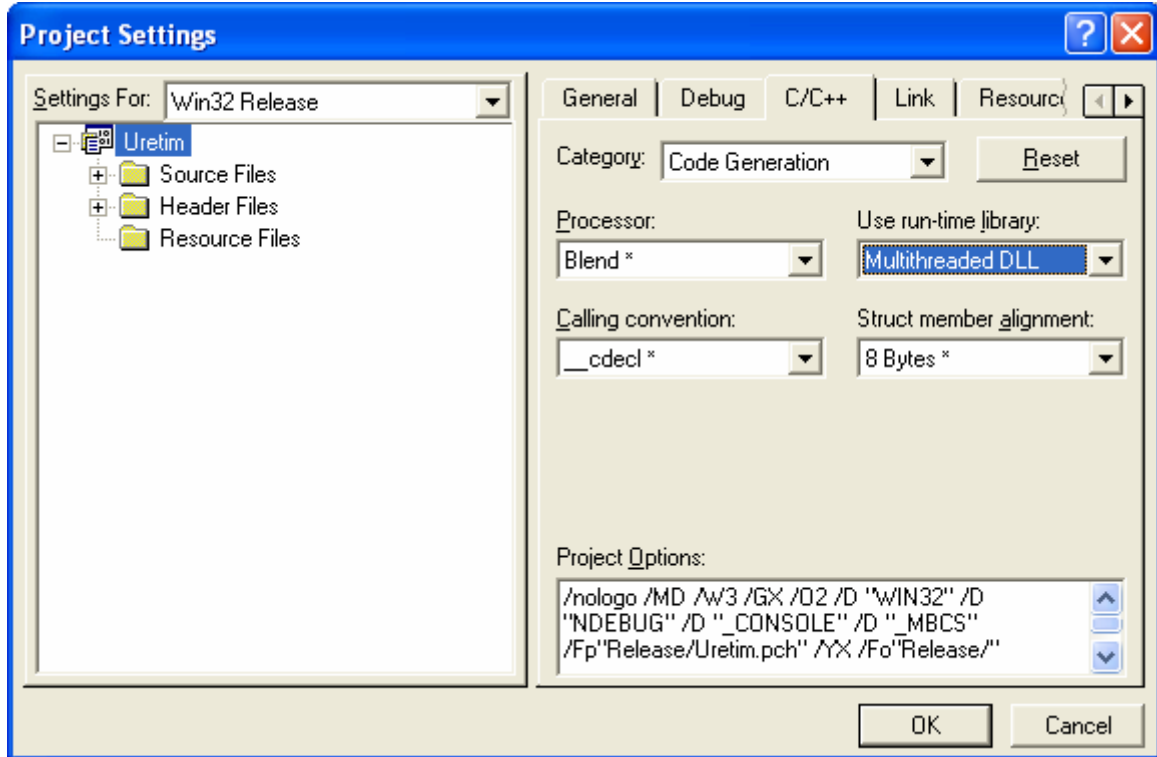 Project Settings
Settings For: Win32 Release
Uretim
Source Files
Header Files
Resource Files
General Debug C/C++ Link Resourc
Category: Code Generation Reset
Processor: Use run-time library:
Blend * Multithreaded DLL
Calling convention: Struct member alignment:
__cdecl * 8 Bytes *
Project Options:
/nologo /MD /W3 /GX /O2 /D "WIN32" /D
"NDEBUG" /D "_CONSOLE" /D "_MBCS"
/Fp"Release/Uretim.pch" /YX /Fo"Release/"
OK Cancel